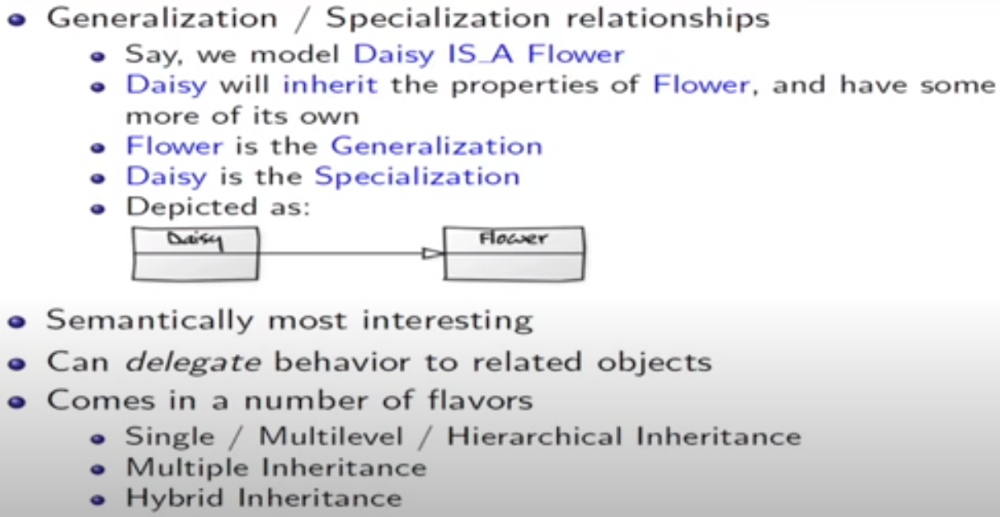 Generalization / Specialization relationships
Say, we model Daisy IS_A Flower
Daisy will inherit the properties of Flower, and have some
more of its own
Flower is the Generalization
Daisy is the Specialization
Depicted as:
Daisy Flower
Semantically most interesting
Can delegate behavior to related objects
Comes in a number of flavors
Single / Multilevel / Hierarchical Inheritance
Multiple Inheritance
Hybrid Inheritance